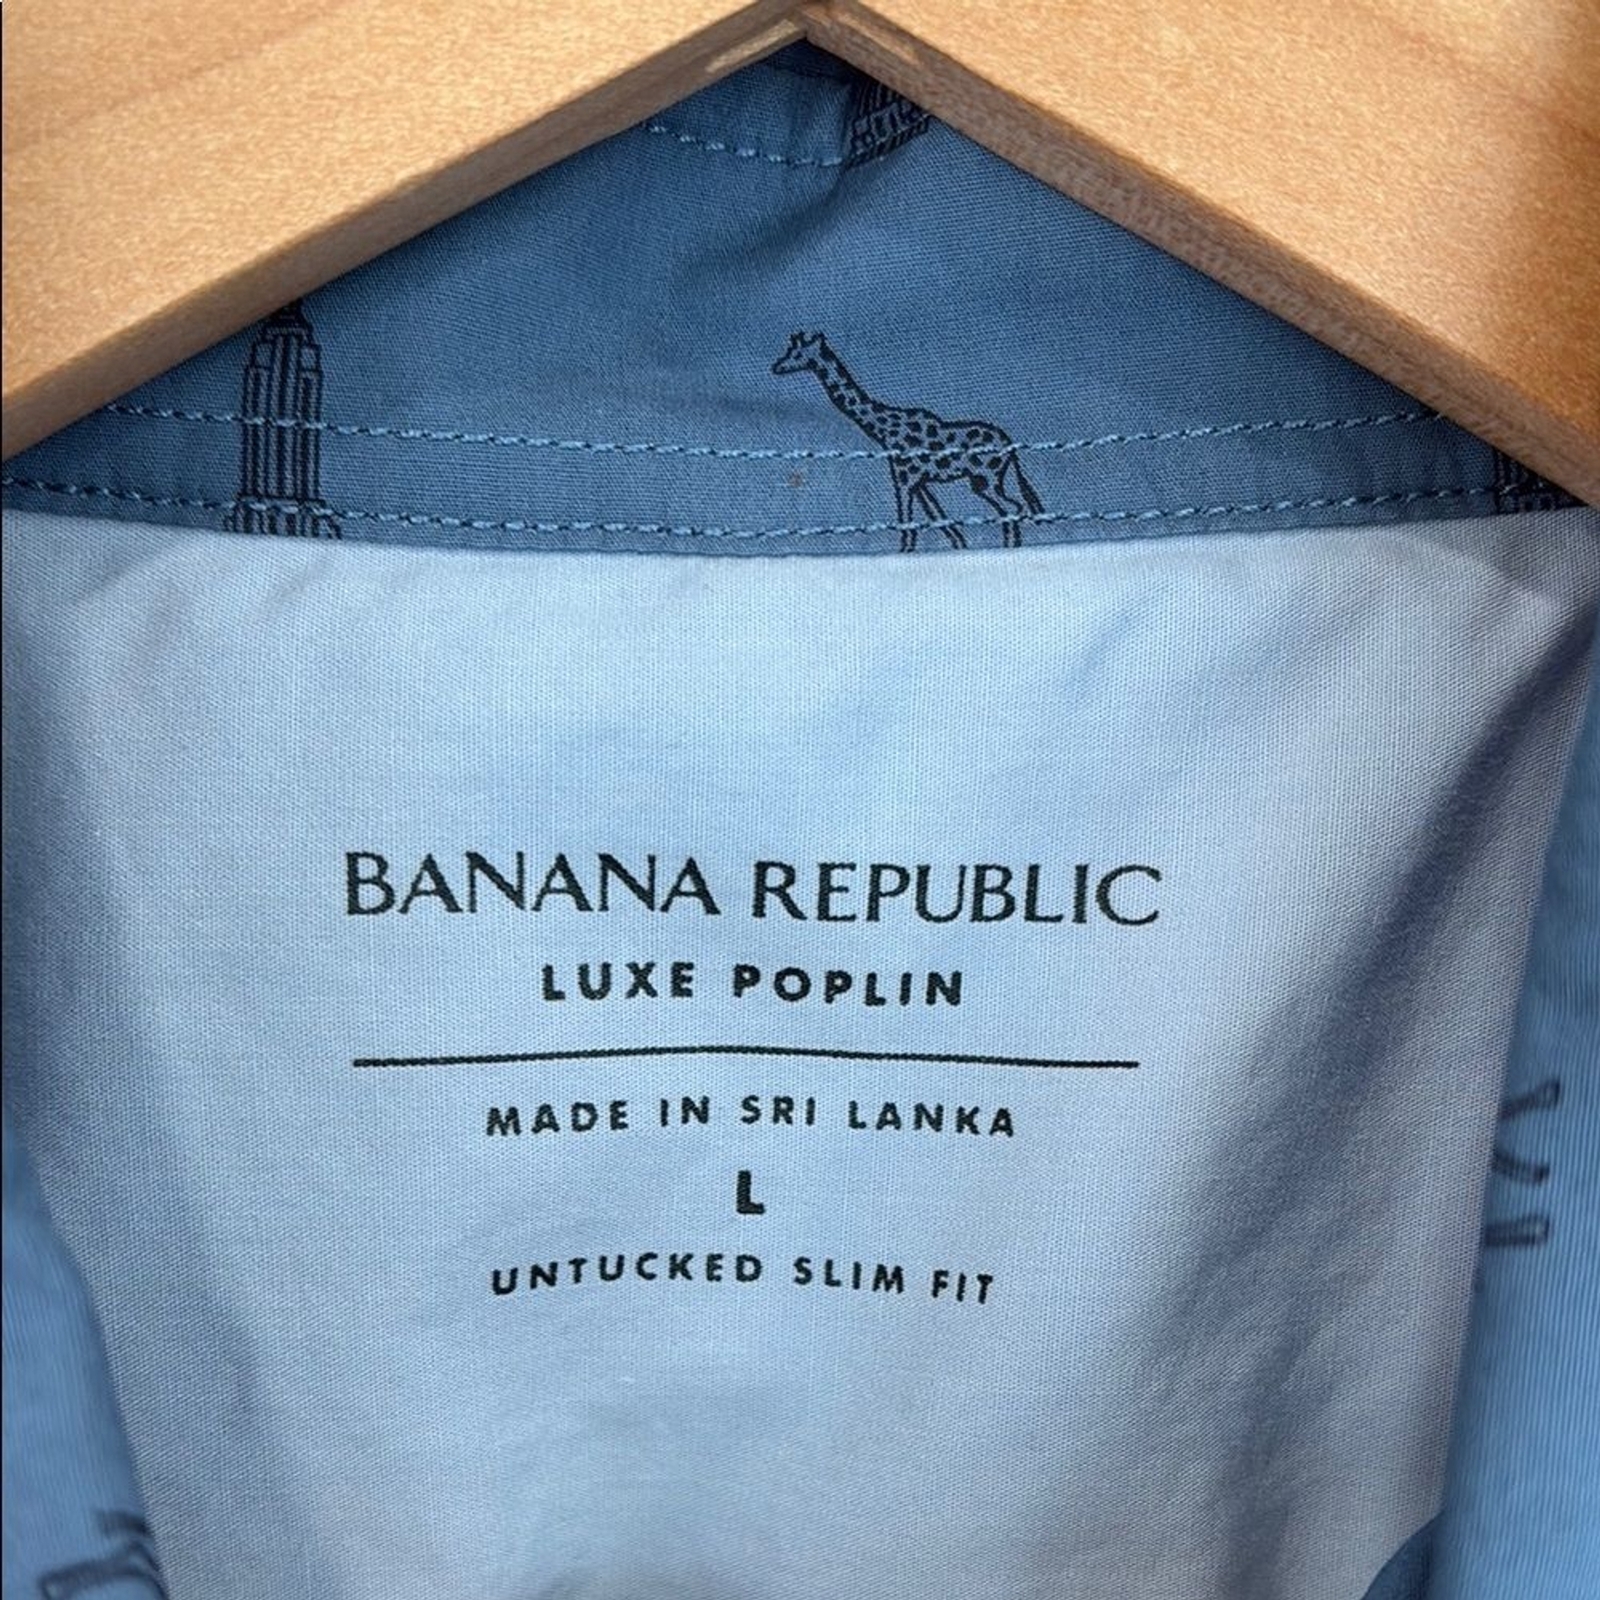 BANANA REPUBLIC
LUXE POPLIN
MADE IN SRI LANKA
L
UNTUCKED SLIM FIT